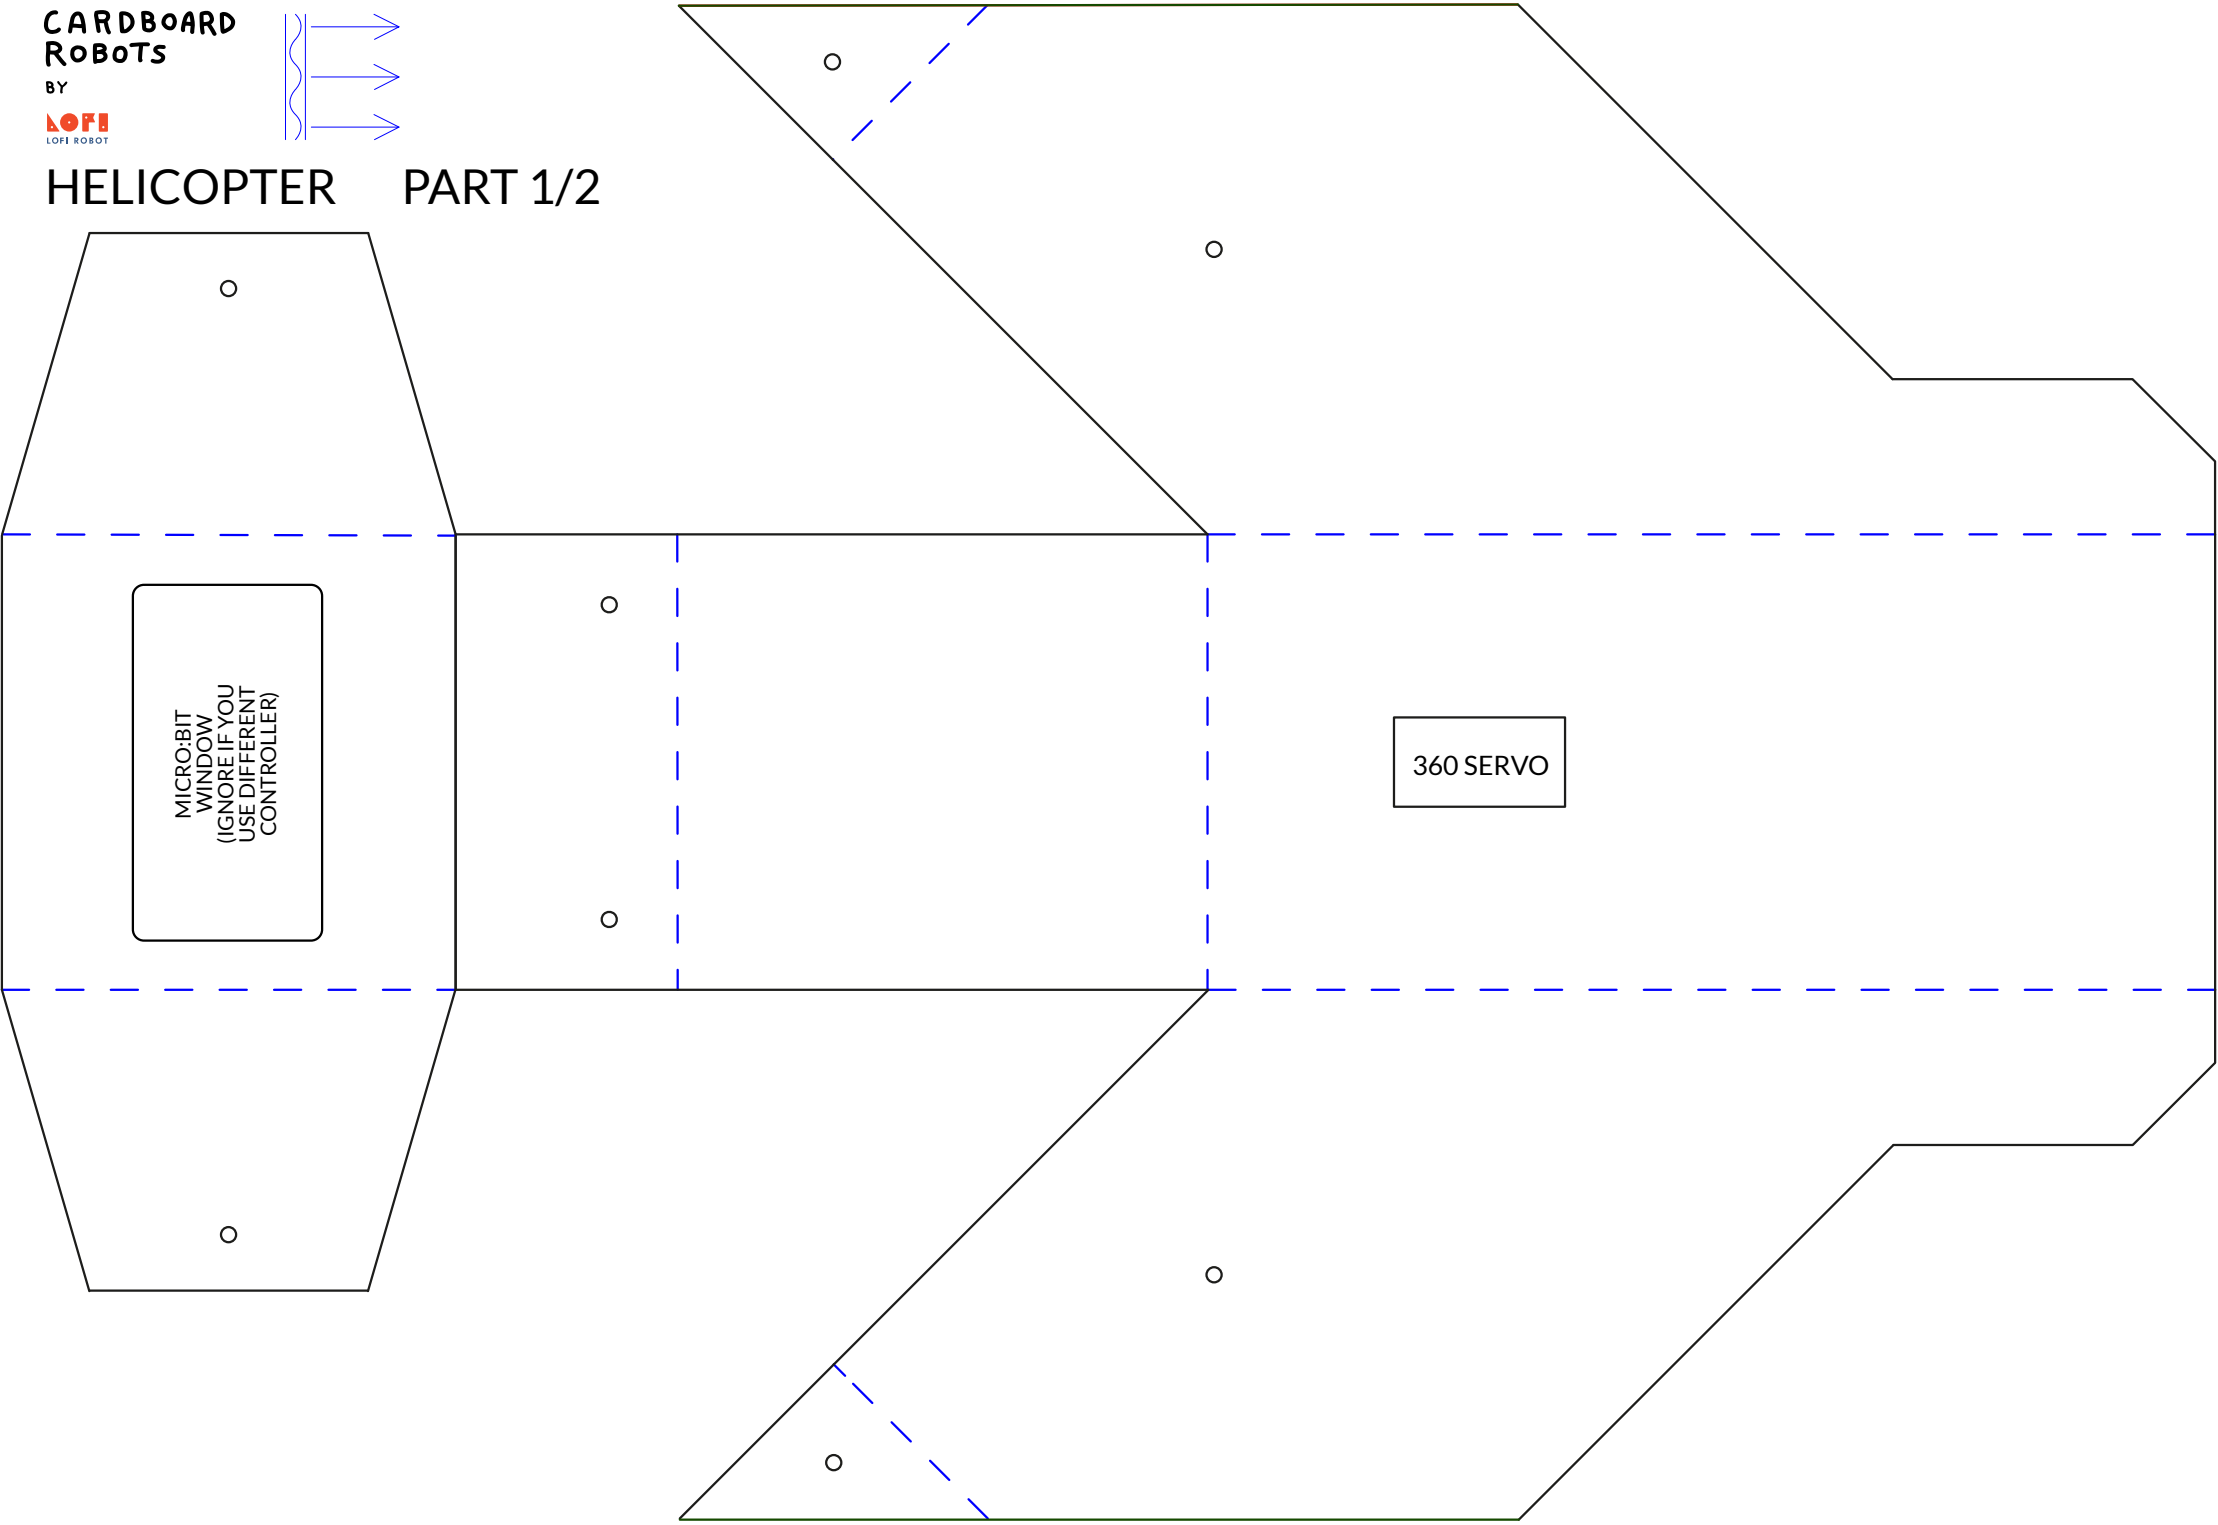 CARDBOARD
ROBOTS
BY
LOFI
LOFI ROBOT
HELICOPTER PART 1/2
MICRO:BIT
WINDOW
(IGNORE IF YOU
USE DIFFERENT
CONTROLLER)
360 SERVO